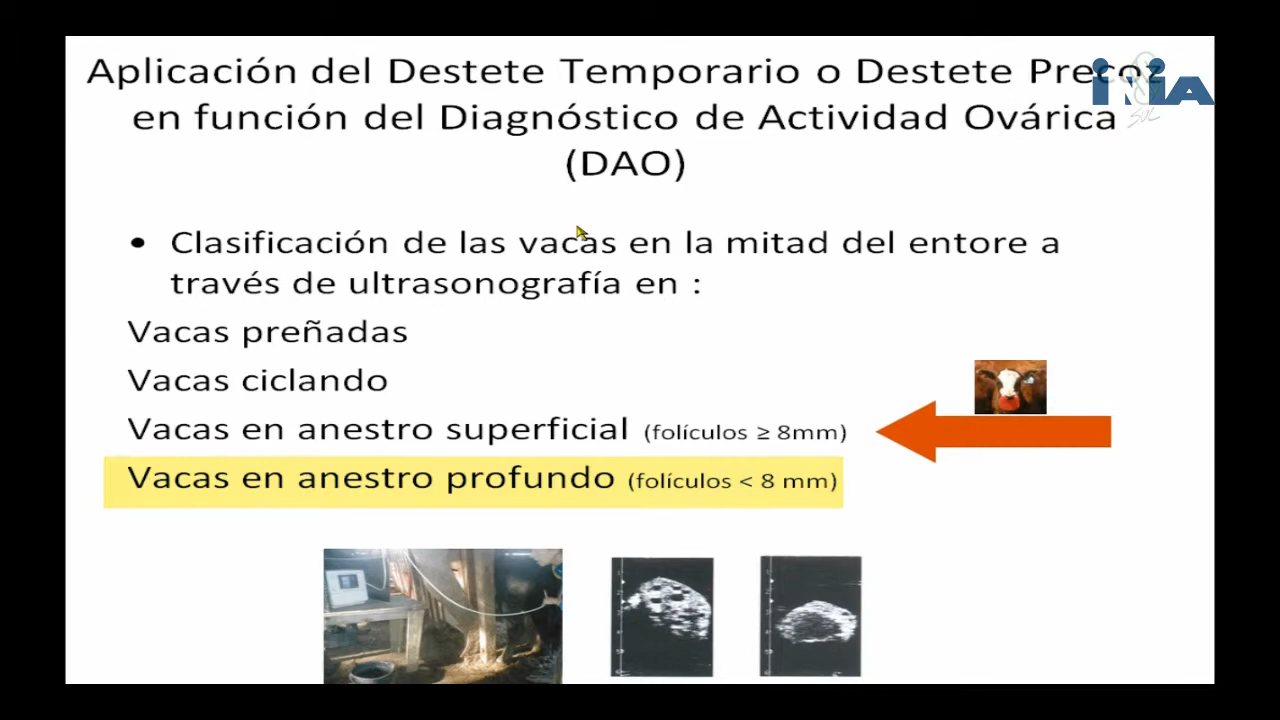 Aplicación del Destete Temporario o Destete Precoz
en función del Diagnóstico de Actividad Ovárica
(DAO)
inia
SUL
• Clasificación de las vacas en la mitad del entore a
través de ultrasonografía en :
Vacas preñadas
Vacas ciclando
Vacas en anestro superficial (folículos ≥ 8mm)
Vacas en anestro profundo (folículos < 8 mm)